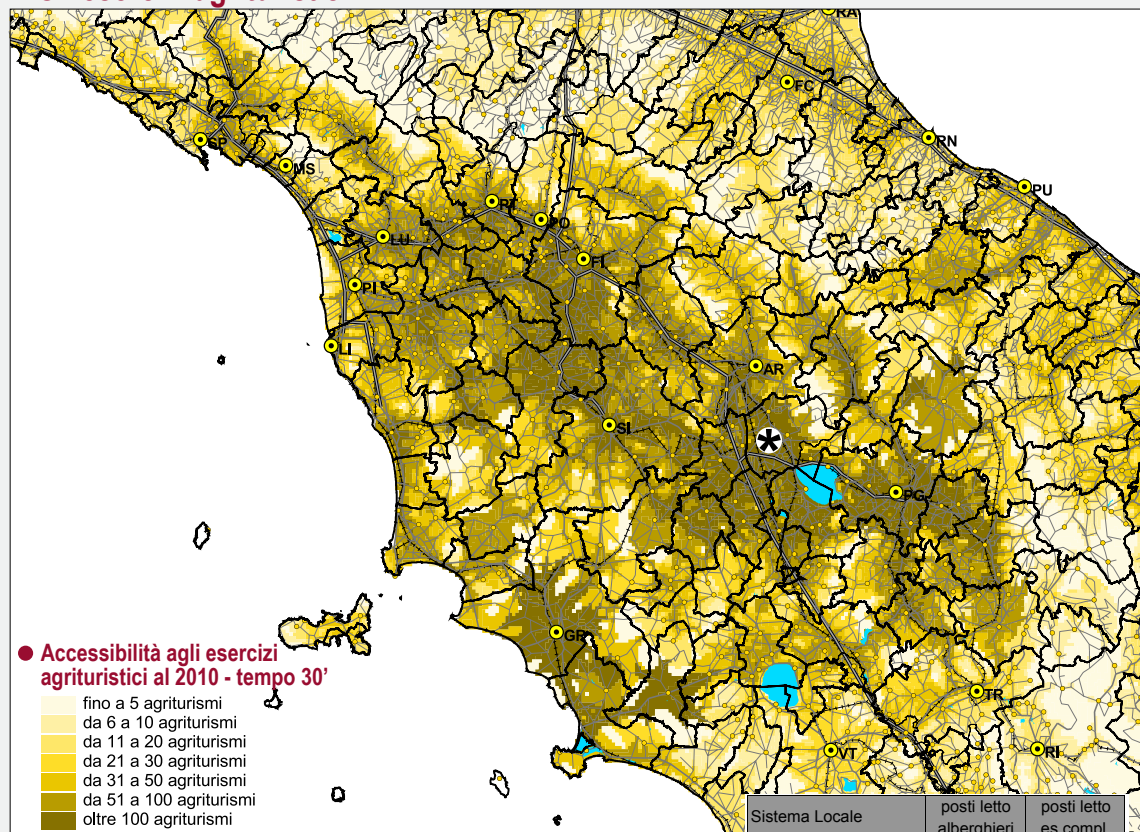 RA
FC
RN
PU
SP
MS
PT
PO
LU
FI
PI
LI
AR
SI
*
PG
GR
TR
VT
RI
● Accessibilità agli esercizi
agrituristici al 2010 - tempo 30'
fino a 5 agriturismi
da 6 a 10 agriturismi
da 11 a 20 agriturismi
da 21 a 30 agriturismi
da 31 a 50 agriturismi
da 51 a 100 agriturismi
oltre 100 agriturismi
Sistema Locale
posti letto
alberghieri
posti letto
es.compl.